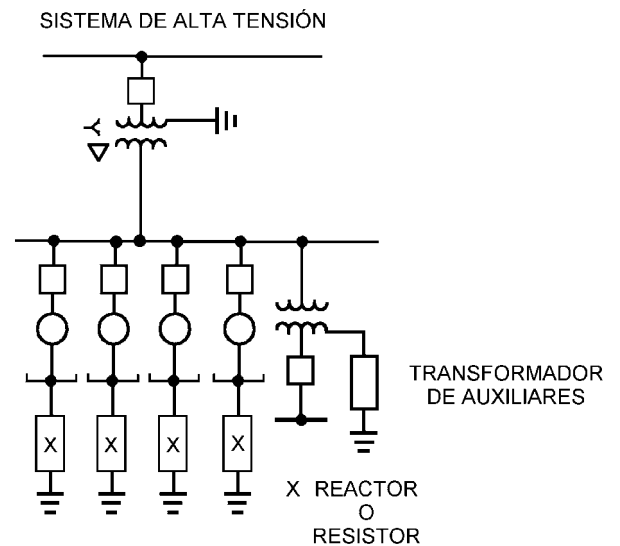 SISTEMA DE ALTA TENSIÓN
TRANSFORMADOR
DE AUXILIARES
X X X X
X REACTOR
O
RESISTOR